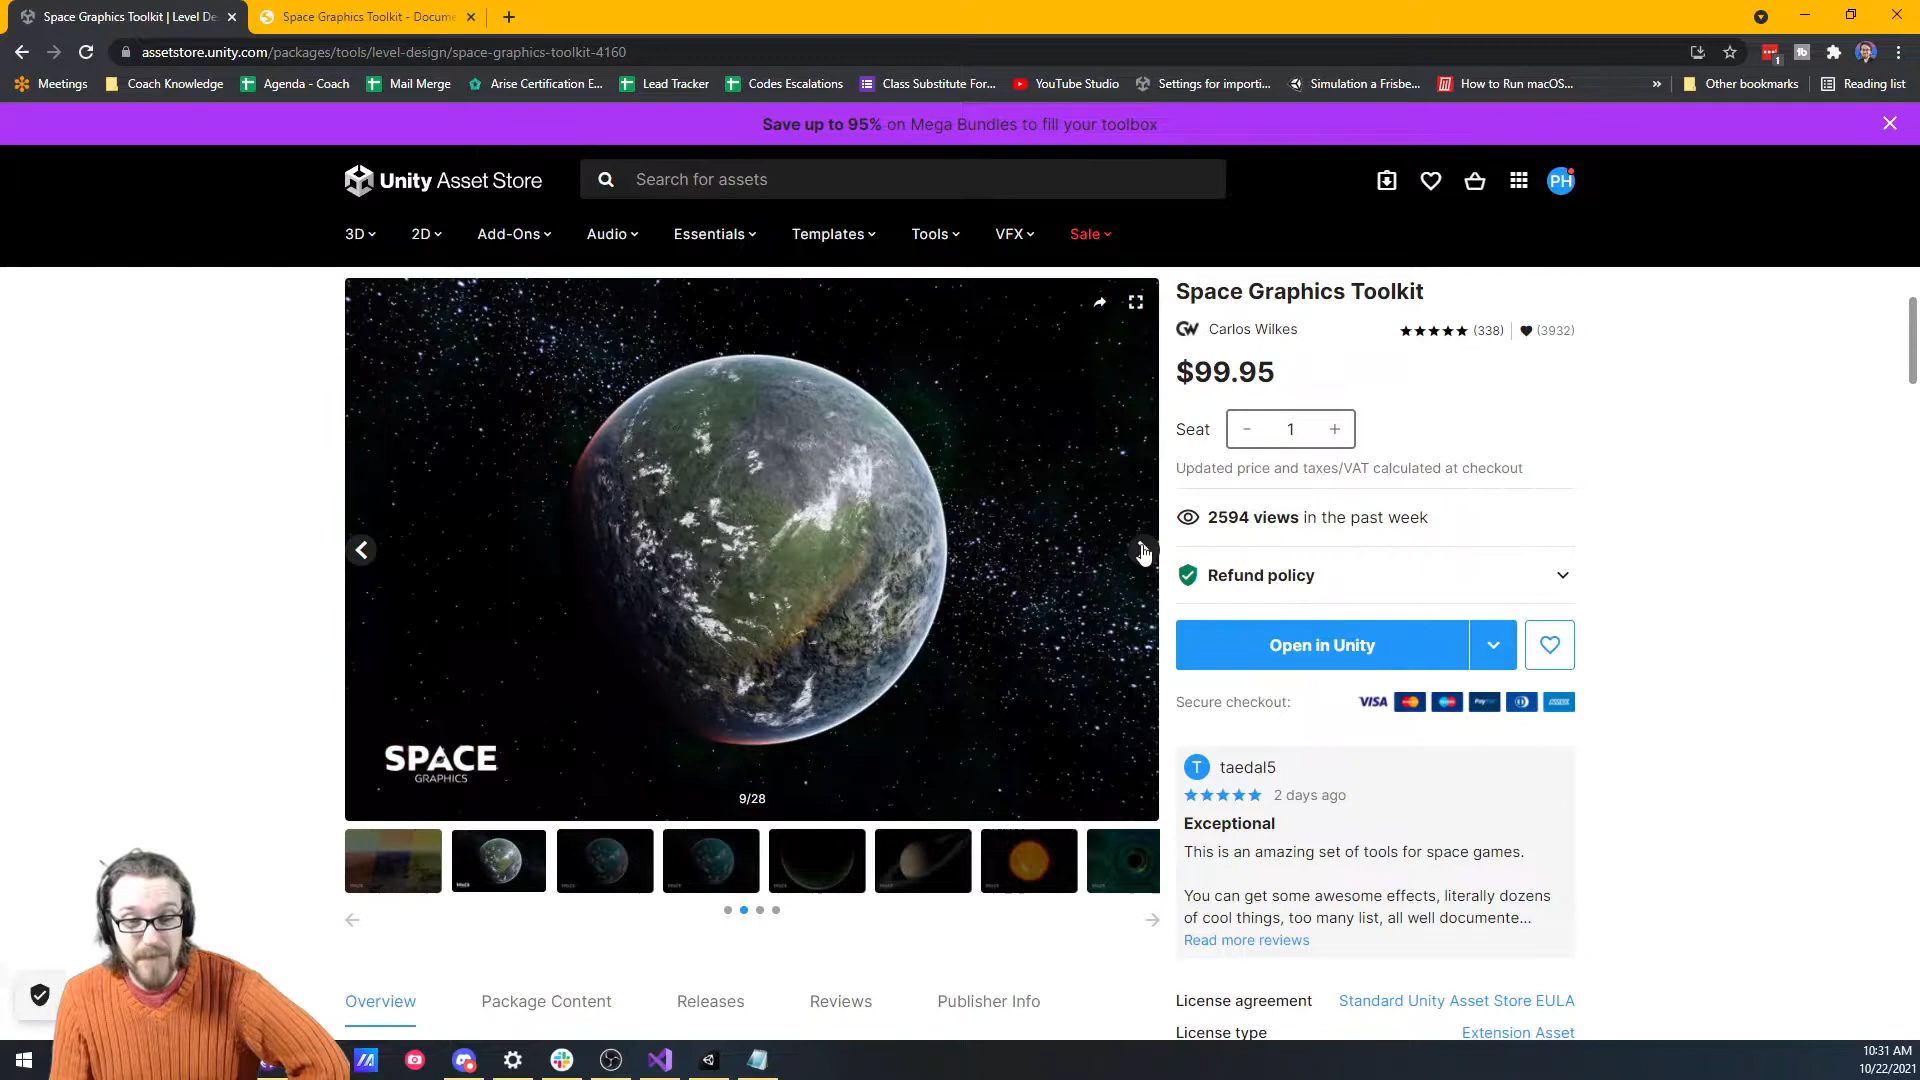 Space Graphics Toolkit | Level De
Space Graphics Toolkit - Docume
assetstore.unity.com/packages/tools/level-design/space-graphics-toolkit-4160
Meetings
Coach Knowledge
Agenda - Coach
Mail Merge
Arise Certification E...
Lead Tracker
Codes Escalations
Class Substitute For...
YouTube Studio
Settings for importi...
Simulation a Frisbe...
How to Run macOS...
»
Other bookmarks
Reading list
Save up to 95% on Mega Bundles to fill your toolbox
Unity Asset Store
Search for assets
PH
3D
2D
Add-Ons
Audio
Essentials
Templates
Tools
VFX
Sale
SPACE
GRAPHICS
9/28
Space Graphics Toolkit
Carlos Wilkes
★★★★★ (338)
(3932)
$99.95
Seat
- 1 +
Updated price and taxes/VAT calculated at checkout
2594 views in the past week
Refund policy
Open in Unity
Secure checkout:
VISA
PayPal
T
taedal5
★★★★★ 2 days ago
Exceptional
This is an amazing set of tools for space games.
You can get some awesome effects, literally dozens
of cool things, too many list, all well documente...
Read more reviews
Overview
Package Content
Releases
Reviews
Publisher Info
License agreement
Standard Unity Asset Store EULA
License type
Extension Asset
10:31 AM
10/22/2021